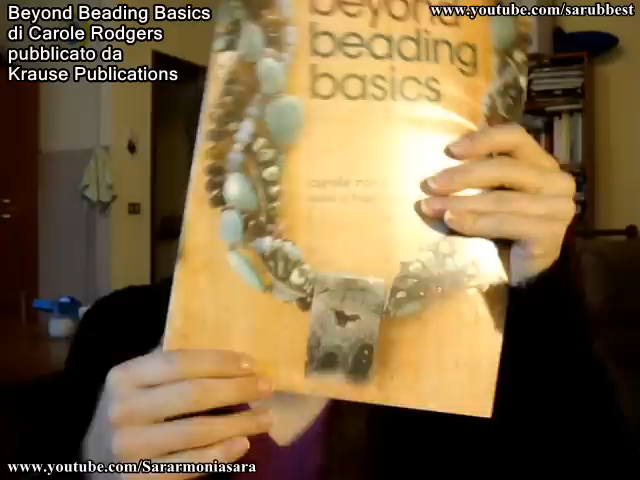 Beyond Beading Basics
di Carole Rodgers
pubblicato da
Krause Publications
www.youtube.com/sarubbest
beyond
beading
basics
www.youtube.com/Sararmoniasara